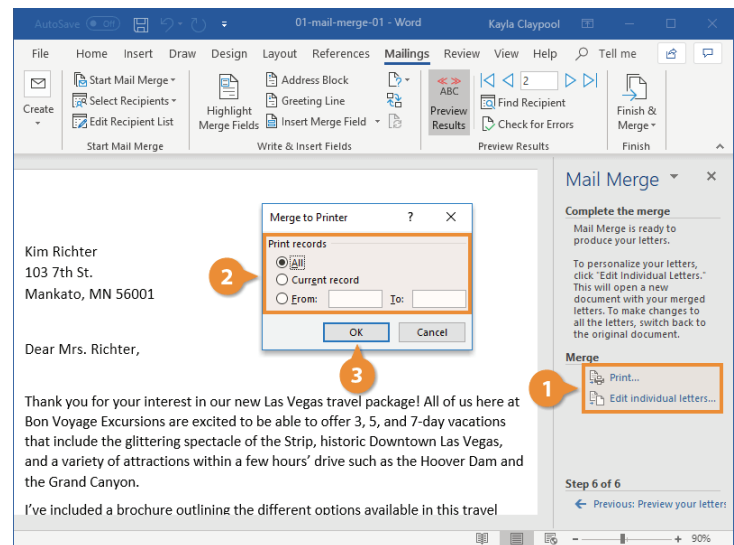 AutoSave Off 01-mail-merge-01 - Word Kayla Claypool
File Home Insert Draw Design Layout References Mailings Review View Help Tell me
Create
Start Mail Merge
Select Recipients
Edit Recipient List
Start Mail Merge
Highlight
Merge Fields
Address Block
Greeting Line
Insert Merge Field
Write & Insert Fields
ABC
Preview
Results
2
Find Recipient
Check for Errors
Preview Results
Finish &
Merge
Finish
Kim Richter
103 7th St.
Mankato, MN 56001
Dear Mrs. Richter,
Thank you for your interest in our new Las Vegas travel package! All of us here at
Bon Voyage Excursions are excited to be able to offer 3, 5, and 7-day vacations
that include the glittering spectacle of the Strip, historic Downtown Las Vegas,
and a variety of attractions within a few hours’ drive such as the Hoover Dam and
the Grand Canyon.
I’ve included a brochure outlining the different options available in this travel
Merge to Printer ?
Print records
All
Current record
From: To:
OK Cancel
2
3
Mail Merge
Complete the merge
Mail Merge is ready to
produce your letters.
To personalize your letters,
click "Edit Individual Letters."
This will open a new
document with your merged
letters. To make changes to
all the letters, switch back to
the original document.
Merge
1
Print...
Edit individual letters...
Step 6 of 6
Previous: Preview your letters
90%